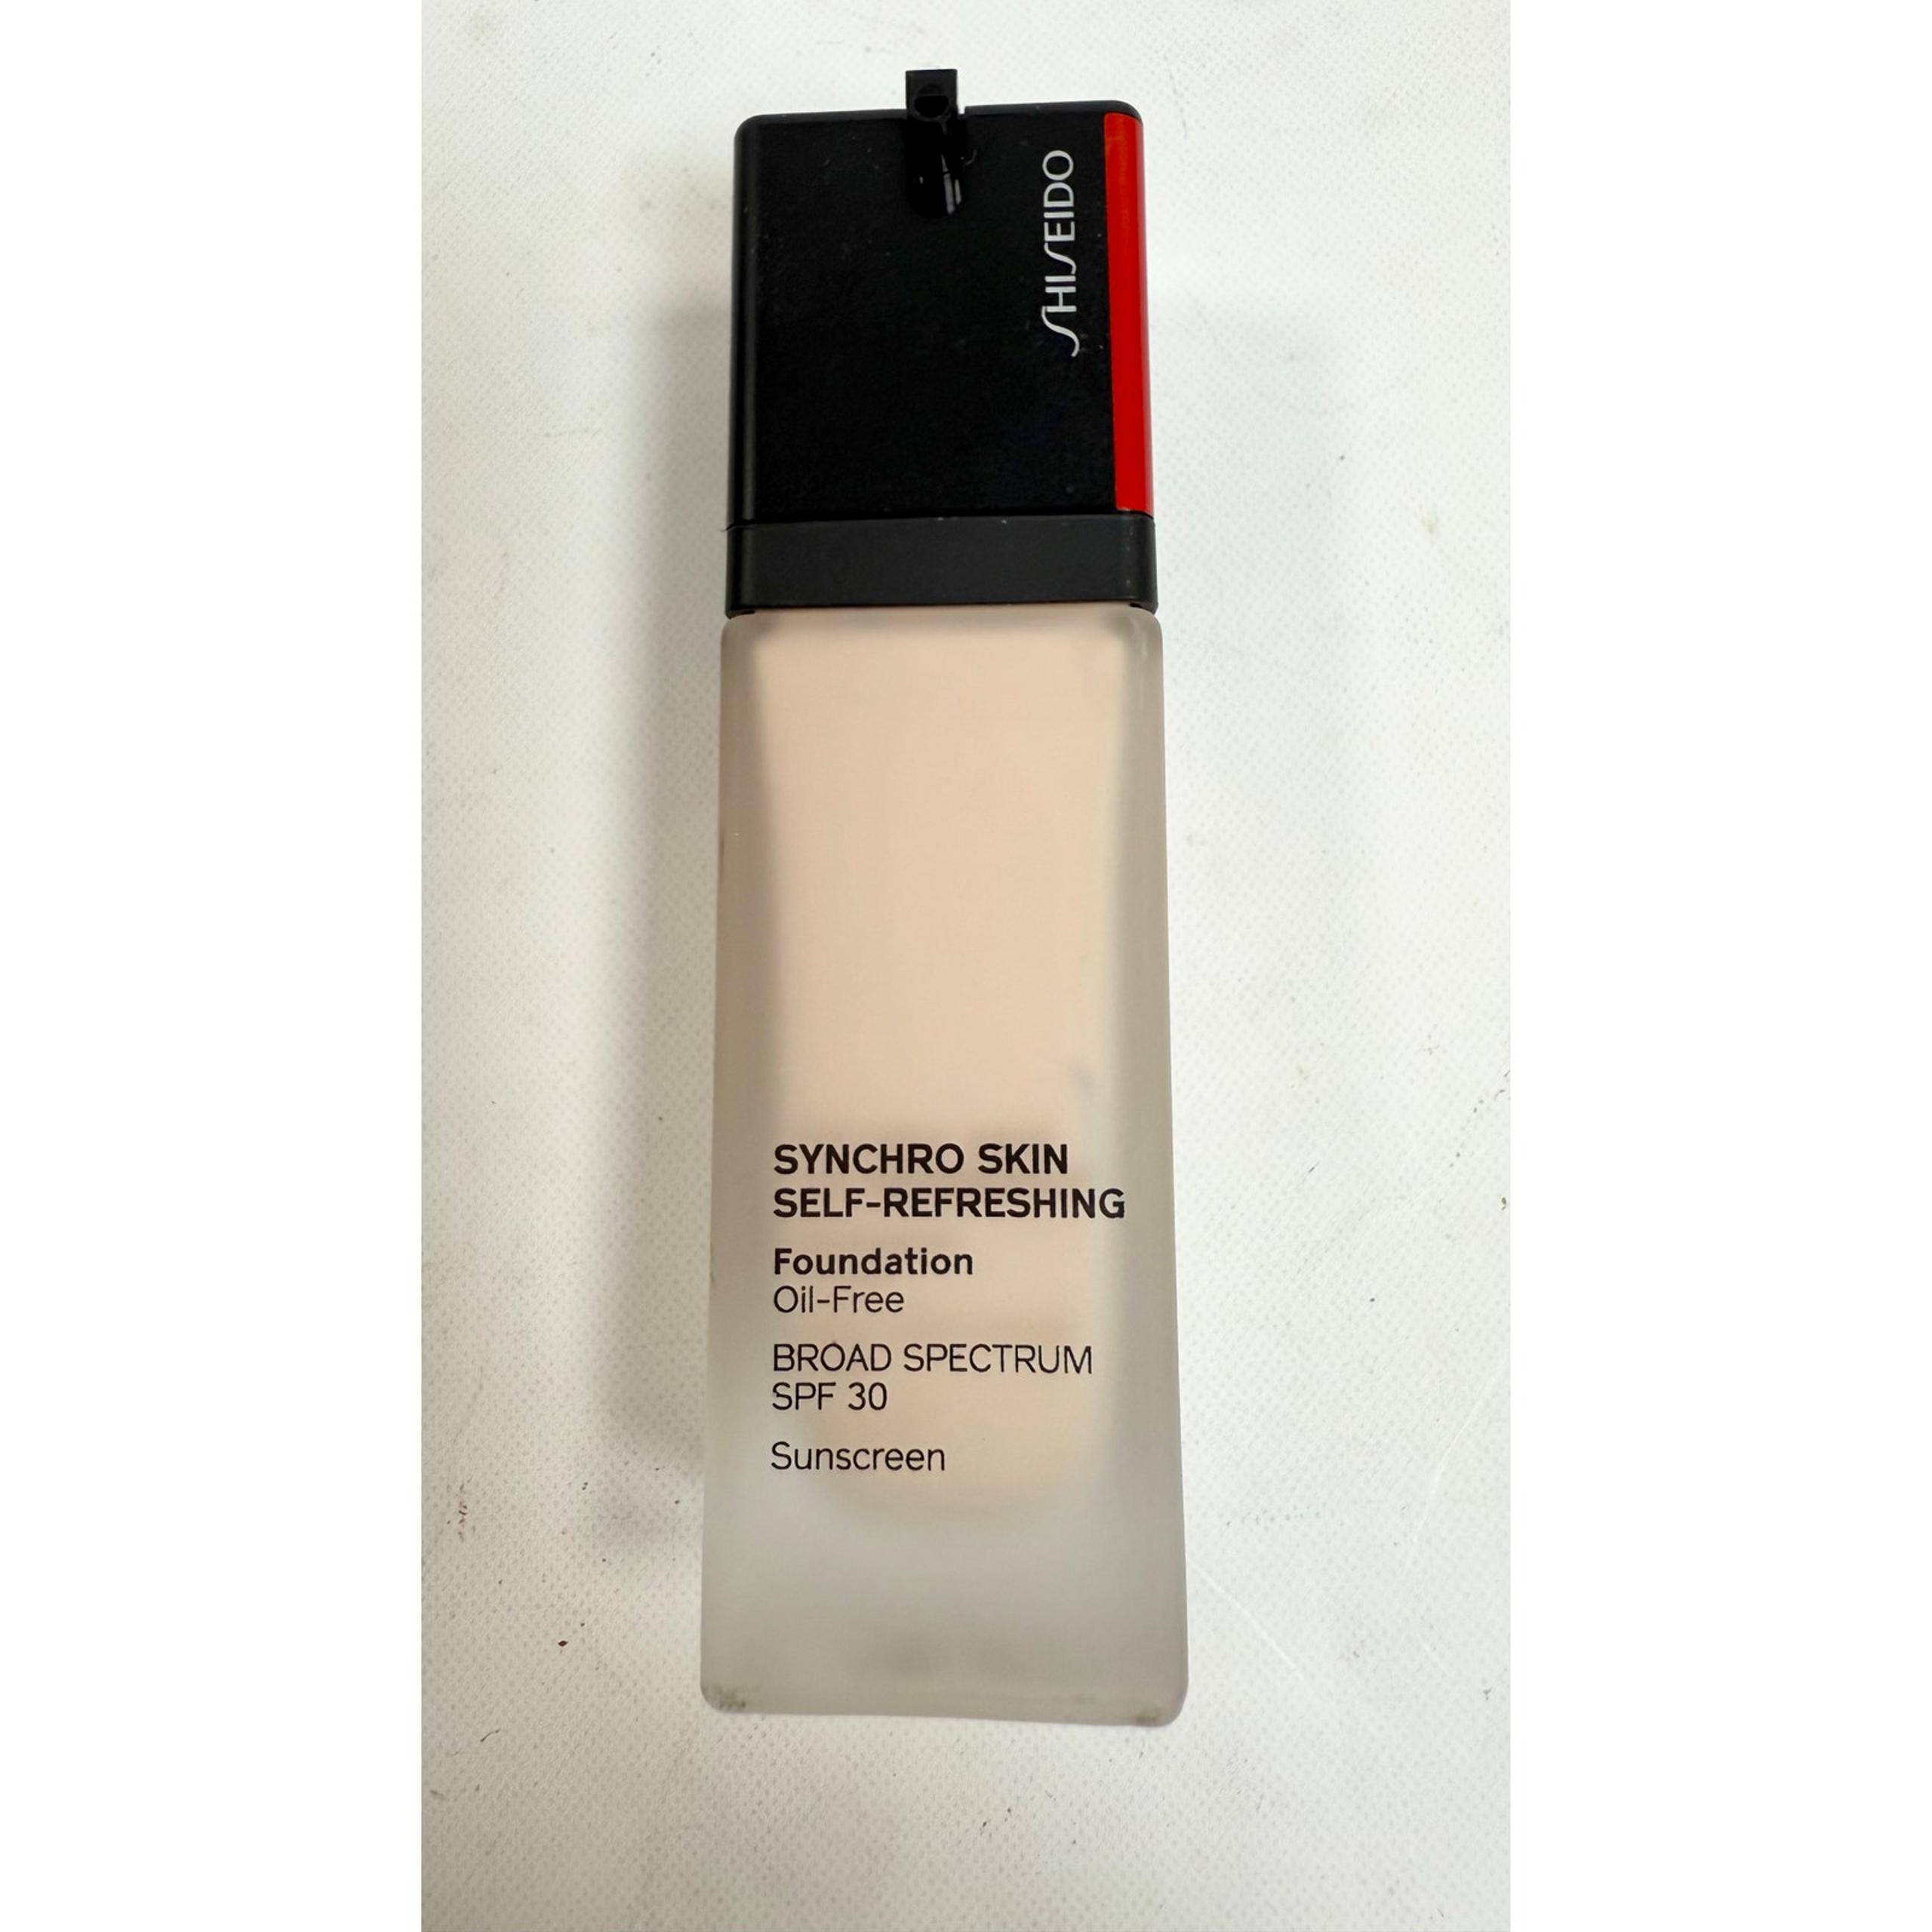 SHISEIDO
SYNCHRO SKIN
SELF-REFRESHING
Foundation
Oil-Free
BROAD SPECTRUM
SPF 30
Sunscreen